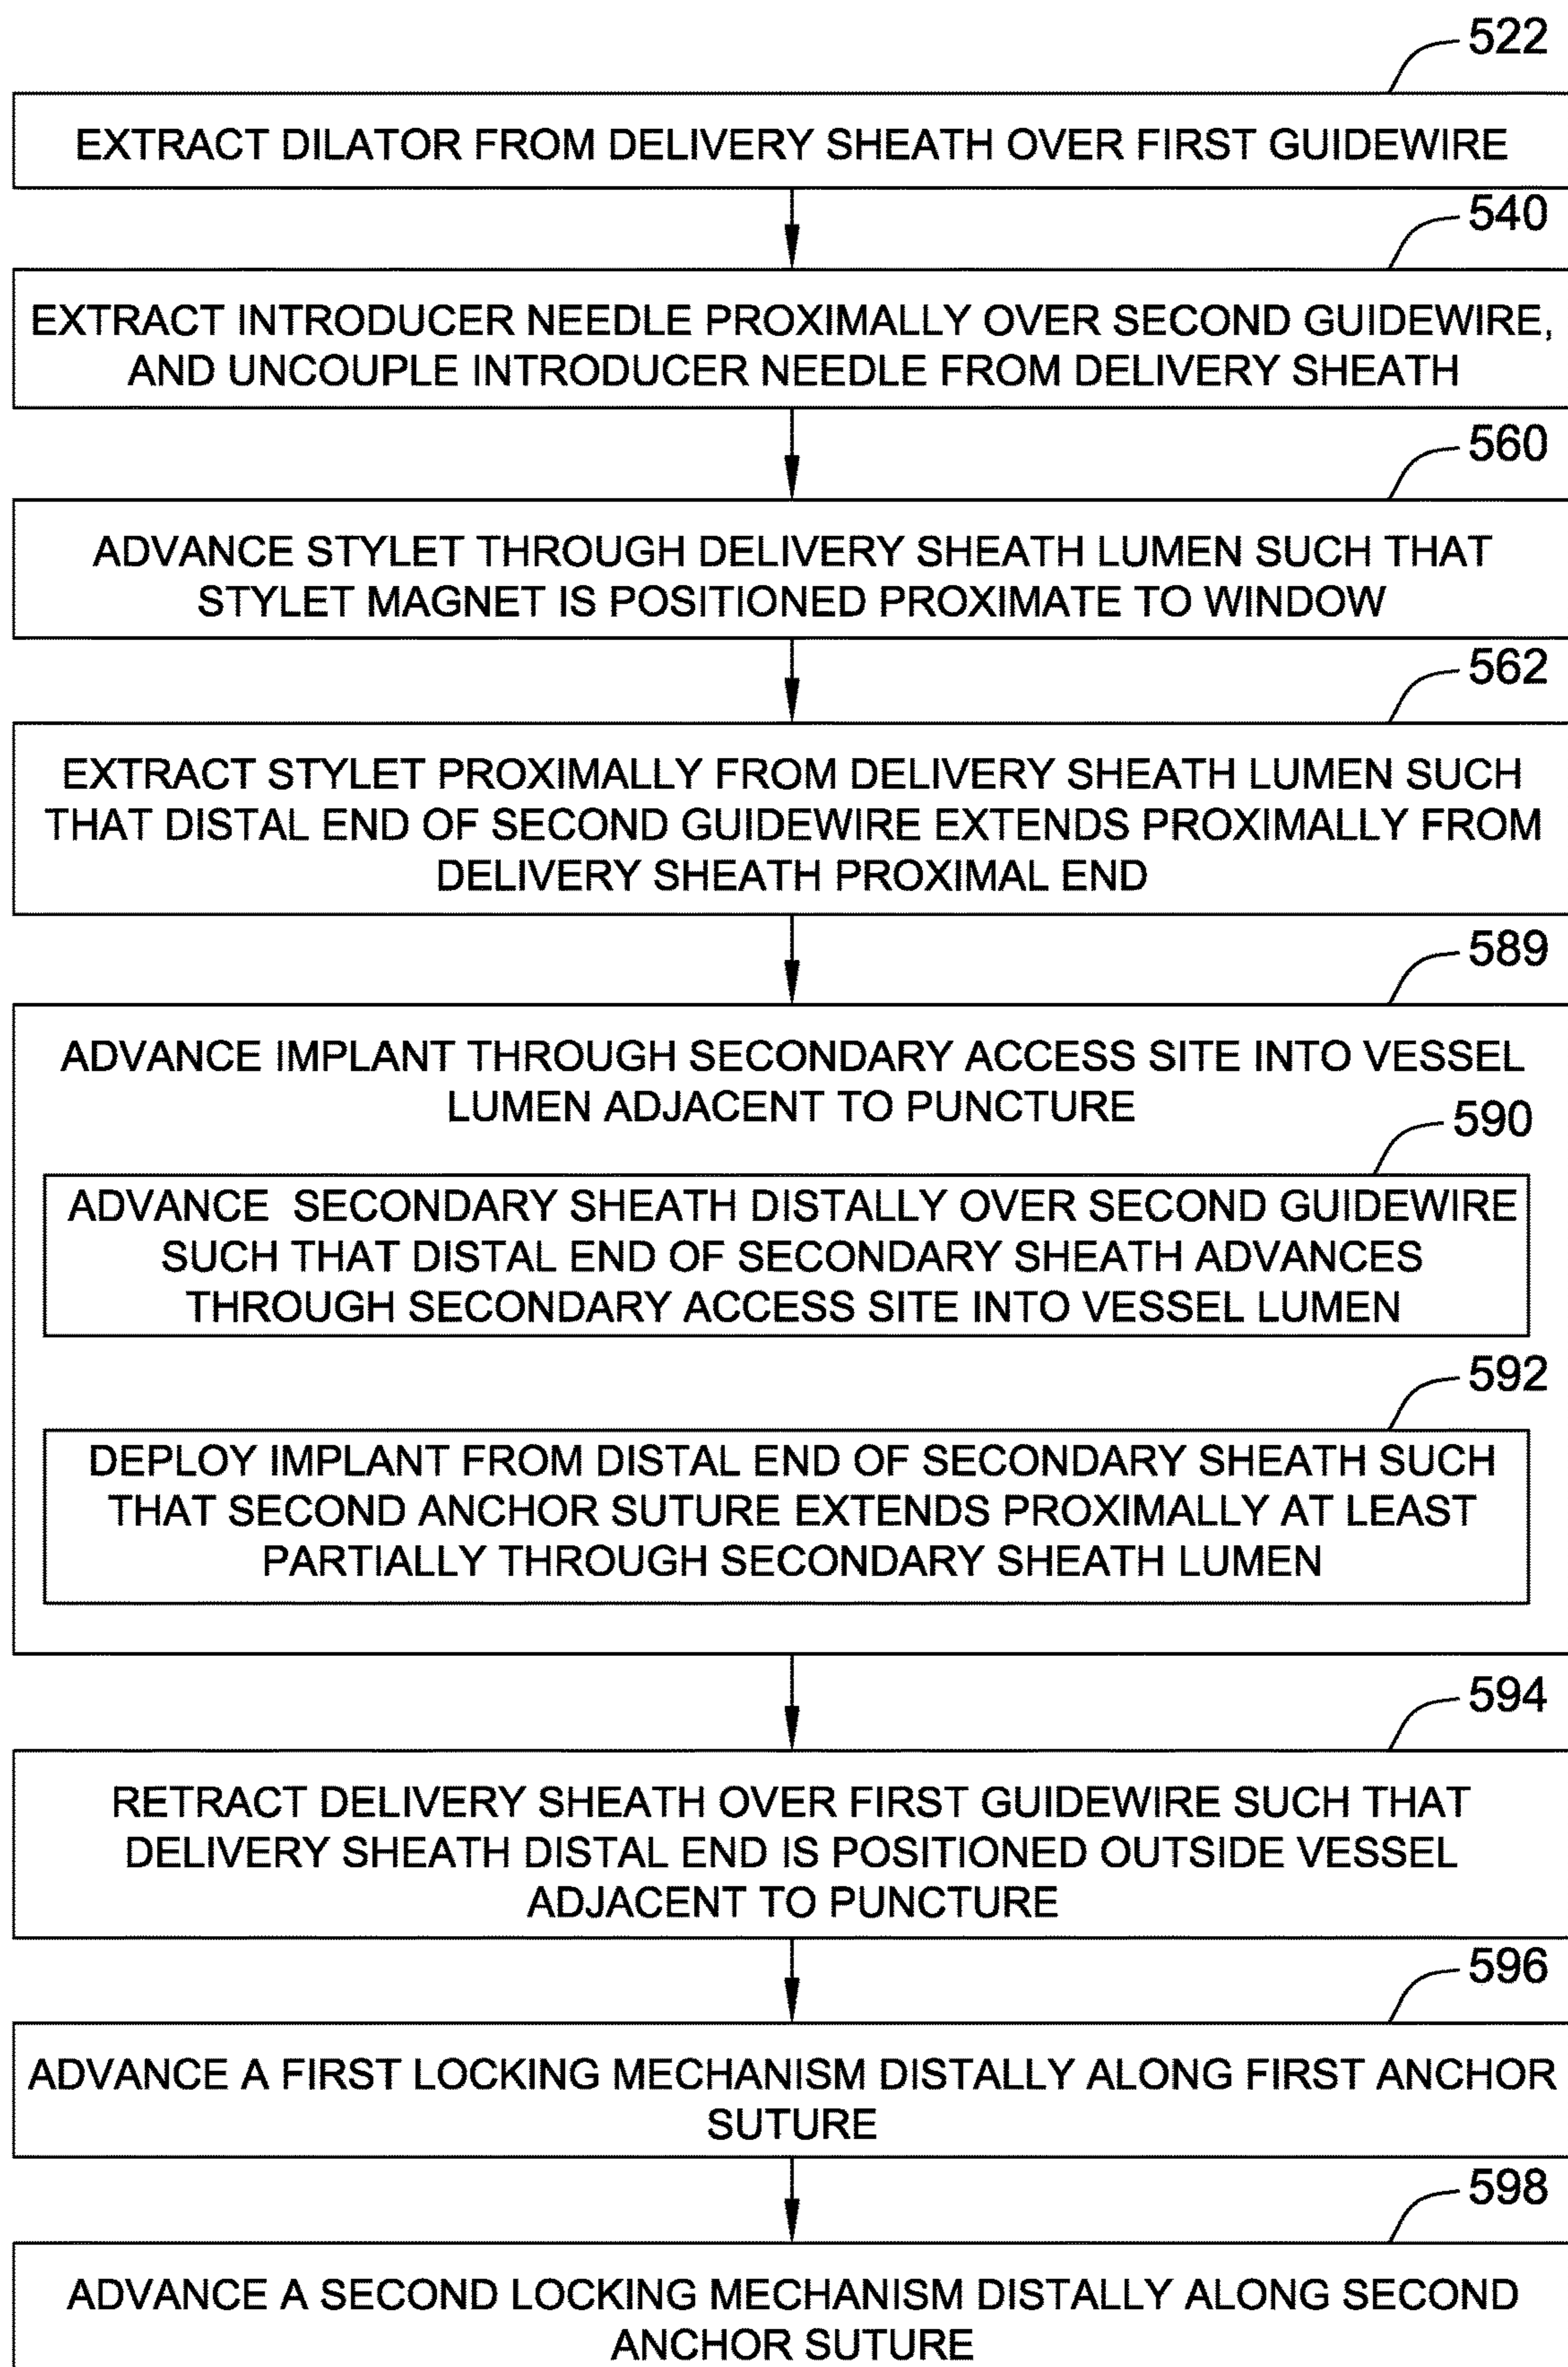 522
EXTRACT DILATOR FROM DELIVERY SHEATH OVER FIRST GUIDEWIRE
540
EXTRACT INTRODUCER NEEDLE PROXIMALLY OVER SECOND GUIDEWIRE,
AND UNCOUPLE INTRODUCER NEEDLE FROM DELIVERY SHEATH
560
ADVANCE STYLET THROUGH DELIVERY SHEATH LUMEN SUCH THAT
STYLET MAGNET IS POSITIONED PROXIMATE TO WINDOW
562
EXTRACT STYLET PROXIMALLY FROM DELIVERY SHEATH LUMEN SUCH
THAT DISTAL END OF SECOND GUIDEWIRE EXTENDS PROXIMALLY FROM
DELIVERY SHEATH PROXIMAL END
589
ADVANCE IMPLANT THROUGH SECONDARY ACCESS SITE INTO VESSEL
LUMEN ADJACENT TO PUNCTURE
590
ADVANCE SECONDARY SHEATH DISTALLY OVER SECOND GUIDEWIRE
SUCH THAT DISTAL END OF SECONDARY SHEATH ADVANCES
THROUGH SECONDARY ACCESS SITE INTO VESSEL LUMEN
592
DEPLOY IMPLANT FROM DISTAL END OF SECONDARY SHEATH SUCH
THAT SECOND ANCHOR SUTURE EXTENDS PROXIMALLY AT LEAST
PARTIALLY THROUGH SECONDARY SHEATH LUMEN
594
RETRACT DELIVERY SHEATH OVER FIRST GUIDEWIRE SUCH THAT
DELIVERY SHEATH DISTAL END IS POSITIONED OUTSIDE VESSEL
ADJACENT TO PUNCTURE
596
ADVANCE A FIRST LOCKING MECHANISM DISTALLY ALONG FIRST ANCHOR
SUTURE
598
ADVANCE A SECOND LOCKING MECHANISM DISTALLY ALONG SECOND
ANCHOR SUTURE